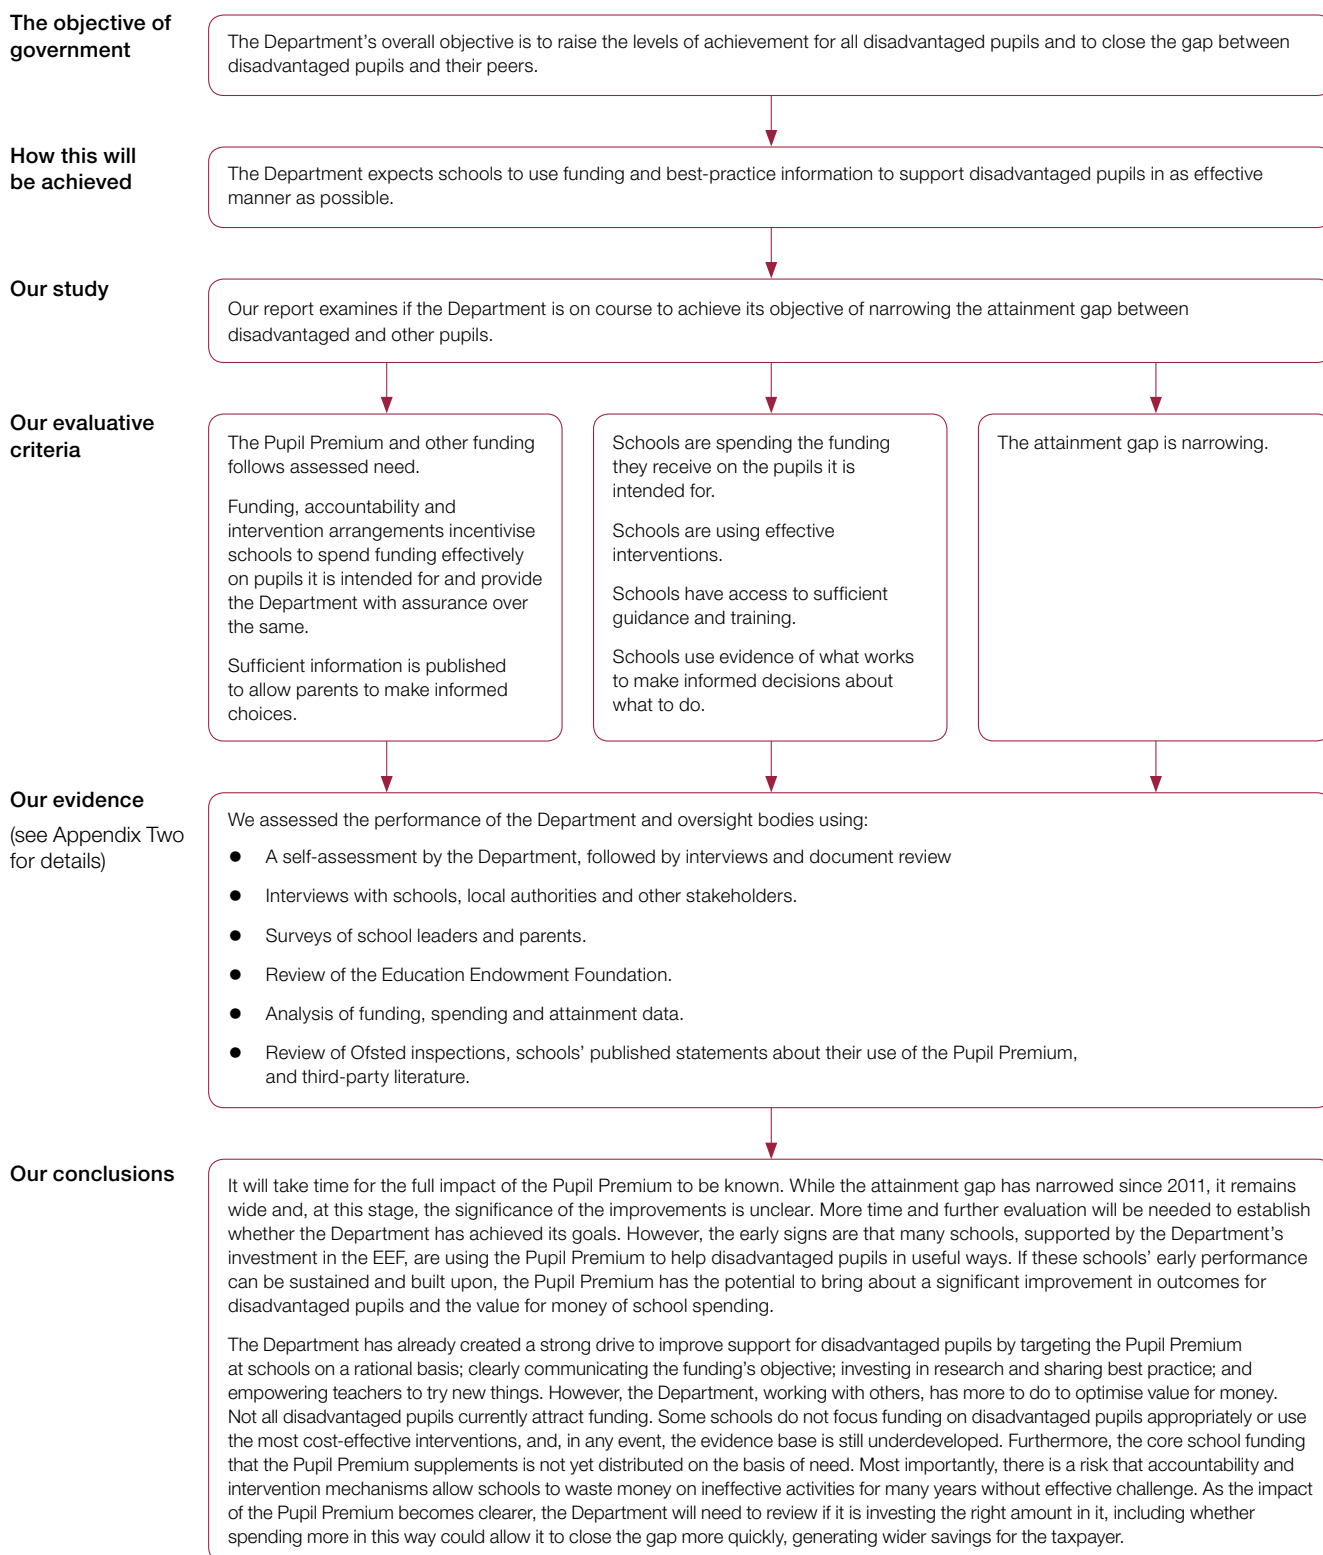 The objective of
government
The Department's overall objective is to raise the levels of achievement for all disadvantaged pupils and to close the gap between
disadvantaged pupils and their peers.
How this will
be achieved
The Department expects schools to use funding and best-practice information to support disadvantaged pupils in as effective
manner as possible.
Our study
Our report examines if the Department is on course to achieve its objective of narrowing the attainment gap between
disadvantaged and other pupils.
Our evaluative
criteria
The Pupil Premium and other funding
follows assessed need.
Funding, accountability and
intervention arrangements incentivise
schools to spend funding effectively
on pupils it is intended for and provide
the Department with assurance over
the same.
Sufficient information is published
to allow parents to make informed
choices.
Schools are spending the funding
they receive on the pupils it is
intended for.
Schools are using effective
interventions.
Schools have access to sufficient
guidance and training.
Schools use evidence of what works
to make informed decisions about
what to do.
The attainment gap is narrowing.
Our evidence
(see Appendix Two
for details)
We assessed the performance of the Department and oversight bodies using:
● A self-assessment by the Department, followed by interviews and document review
● Interviews with schools, local authorities and other stakeholders.
● Surveys of school leaders and parents.
● Review of the Education Endowment Foundation.
● Analysis of funding, spending and attainment data.
● Review of Ofsted inspections, schools' published statements about their use of the Pupil Premium,
and third-party literature.
Our conclusions
It will take time for the full impact of the Pupil Premium to be known. While the attainment gap has narrowed since 2011, it remains
wide and, at this stage, the significance of the improvements is unclear. More time and further evaluation will be needed to establish
whether the Department has achieved its goals. However, the early signs are that many schools, supported by the Department's
investment in the EEF, are using the Pupil Premium to help disadvantaged pupils in useful ways. If these schools' early performance
can be sustained and built upon, the Pupil Premium has the potential to bring about a significant improvement in outcomes for
disadvantaged pupils and the value for money of school spending.
The Department has already created a strong drive to improve support for disadvantaged pupils by targeting the Pupil Premium
at schools on a rational basis; clearly communicating the funding's objective; investing in research and sharing best practice; and
empowering teachers to try new things. However, the Department, working with others, has more to do to optimise value for money.
Not all disadvantaged pupils currently attract funding. Some schools do not focus funding on disadvantaged pupils appropriately or use
the most cost-effective interventions, and, in any event, the evidence base is still underdeveloped. Furthermore, the core school funding
that the Pupil Premium supplements is not yet distributed on the basis of need. Most importantly, there is a risk that accountability and
intervention mechanisms allow schools to waste money on ineffective activities for many years without effective challenge. As the impact
of the Pupil Premium becomes clearer, the Department will need to review if it is investing the right amount in it, including whether
spending more in this way could allow it to close the gap more quickly, generating wider savings for the taxpayer.